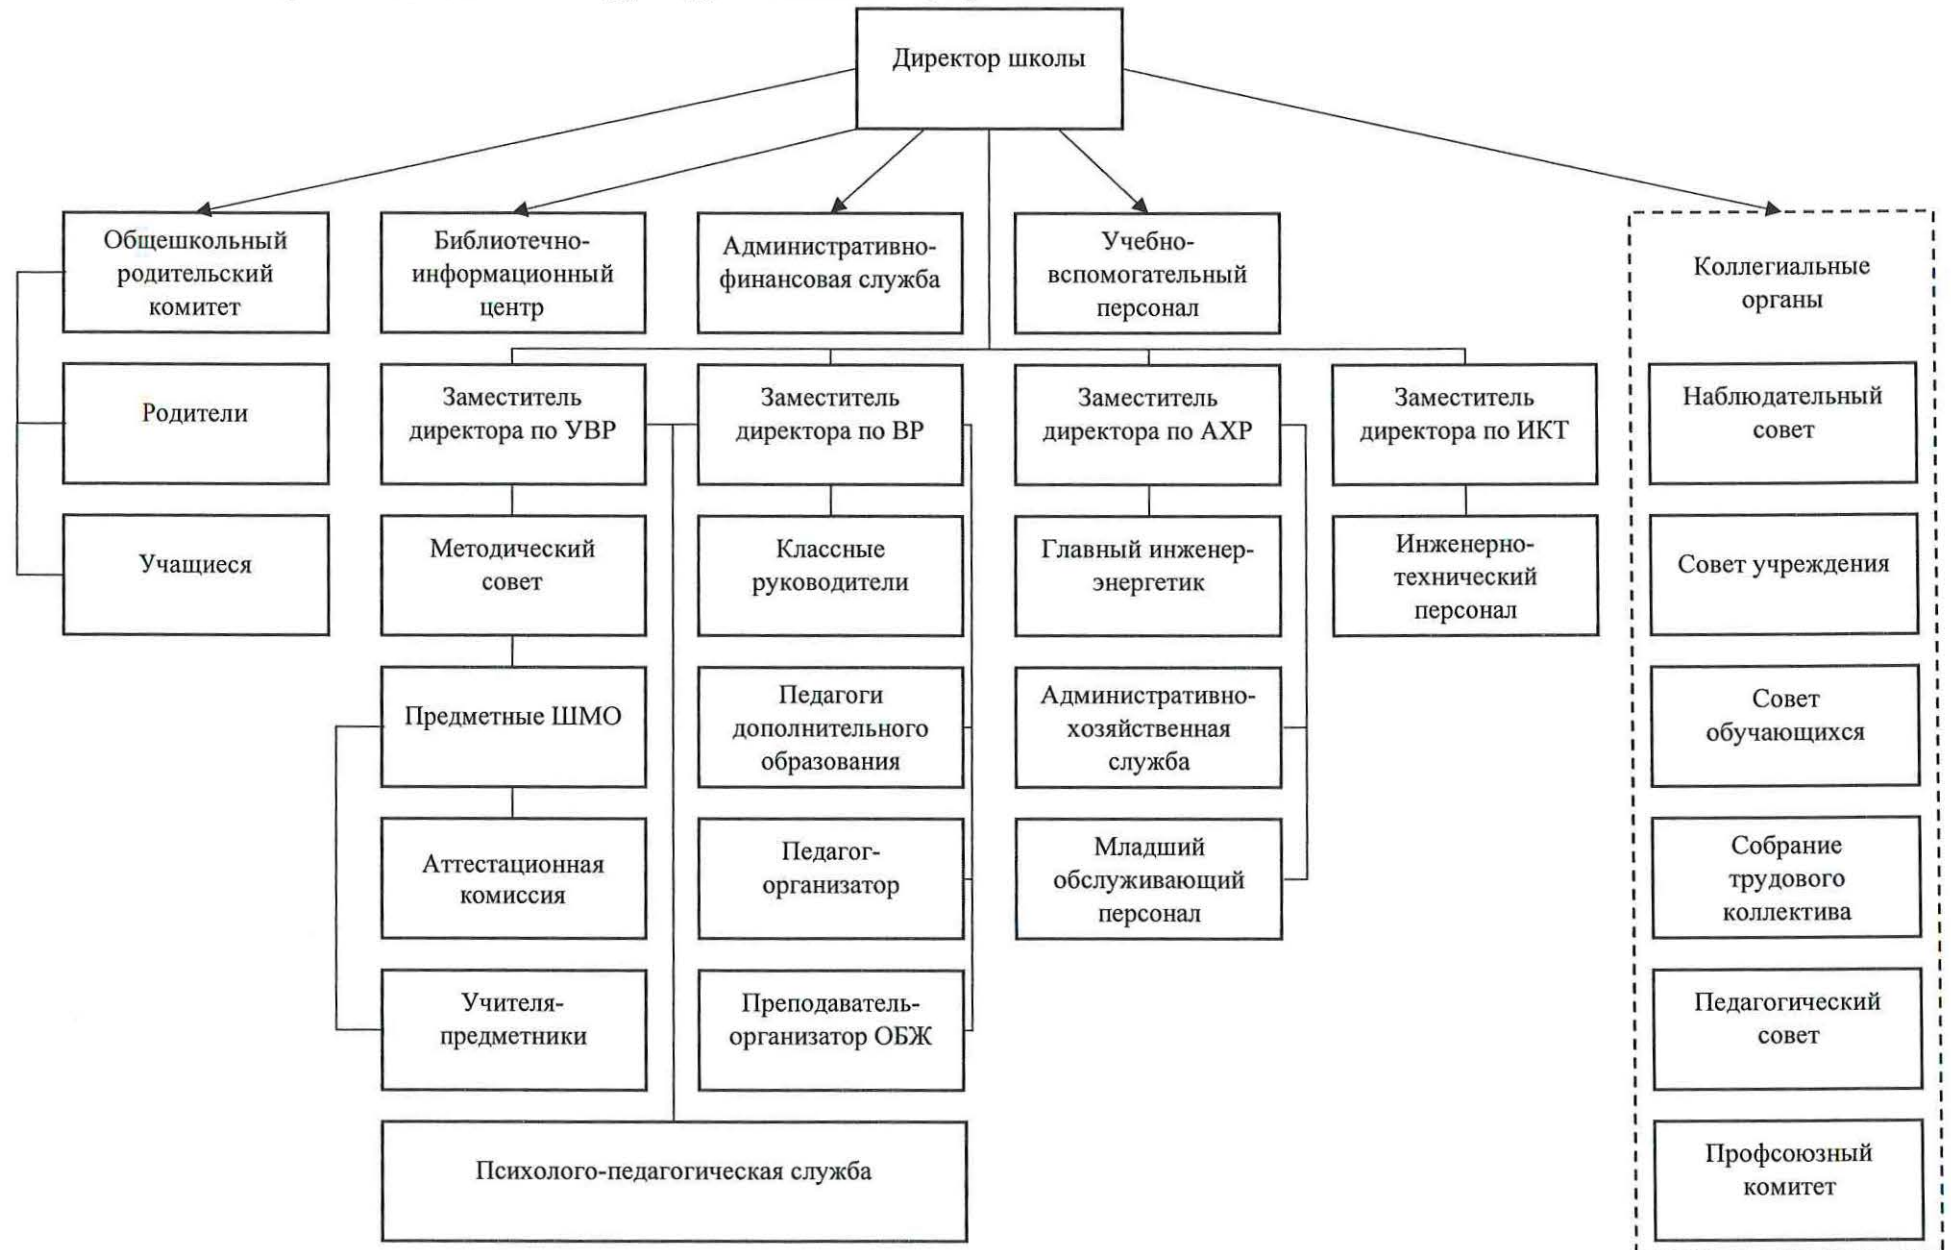 Директор школы
Общешкольный
родительский
комитет
Библиотечно-
информационный
центр
Административно-
финансовая служба
Учебно-
вспомогательный
персонал
Коллегиальные
органы
Родители
Заместитель
директора по УВР
Заместитель
директора по ВР
Заместитель
директора по АХР
Заместитель
директора по ИКТ
Наблюдательный
совет
Учащиеся
Методический
совет
Классные
руководители
Главный инженер-
энергетик
Инженерно-
технический
персонал
Совет учреждения
Предметные ШМО
Педагоги
дополнительного
образования
Административно-
хозяйственная
служба
Совет
обучающихся
Аттестационная
комиссия
Педагог-
организатор
Младший
обслуживающий
персонал
Собрание
трудового
коллектива
Учителя-
предметники
Преподаватель-
организатор ОБЖ
Педагогический
совет
Психолого-педагогическая служба
Профсоюзный
комитет